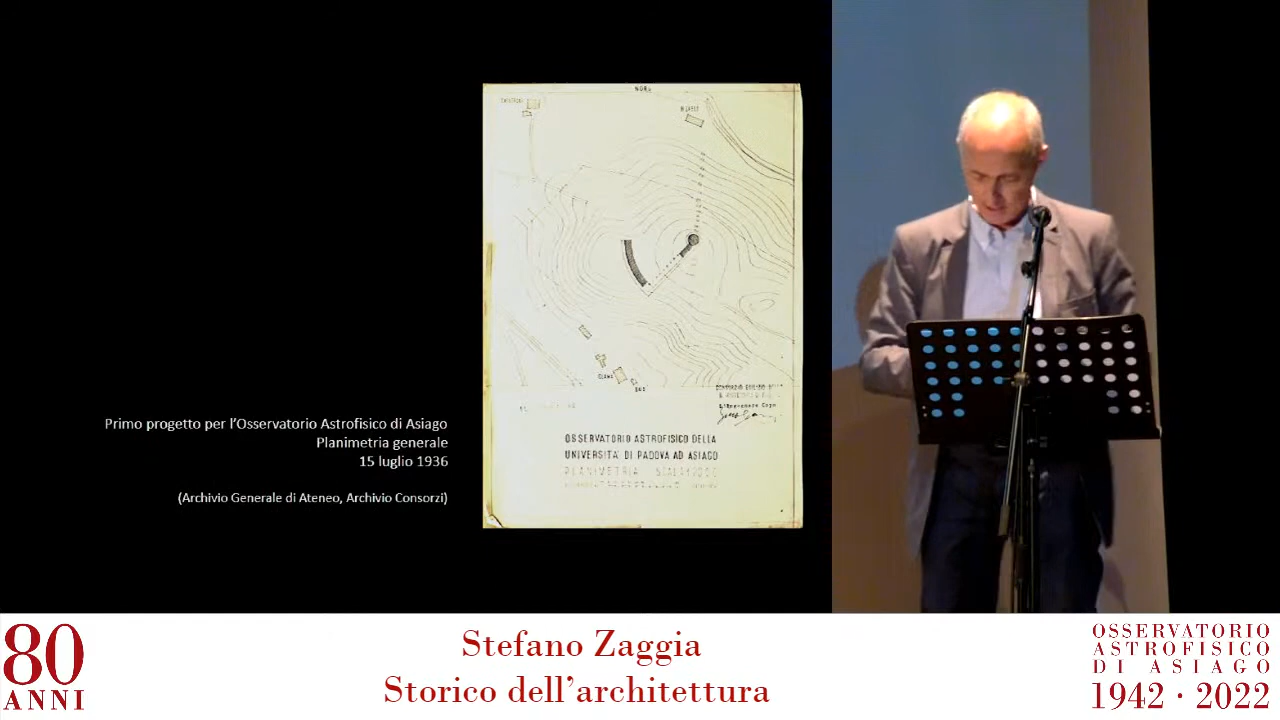 Primo progetto per l'Osservatorio Astrofisico di Asiago
Planimetria generale
15 luglio 1936
(Archivio Generale di Ateneo, Archivio Consorzi)
OSSERVATORIO ASTROFISICO DELLA
UNIVERSITA' DI PADOVA AD ASIAGO
PLANIMETRIA
80
ANNI
Stefano Zaggia
Storico dell'architettura
OSSERVATORIO
ASTROFISICO
DI ASIAGO
1942 · 2022